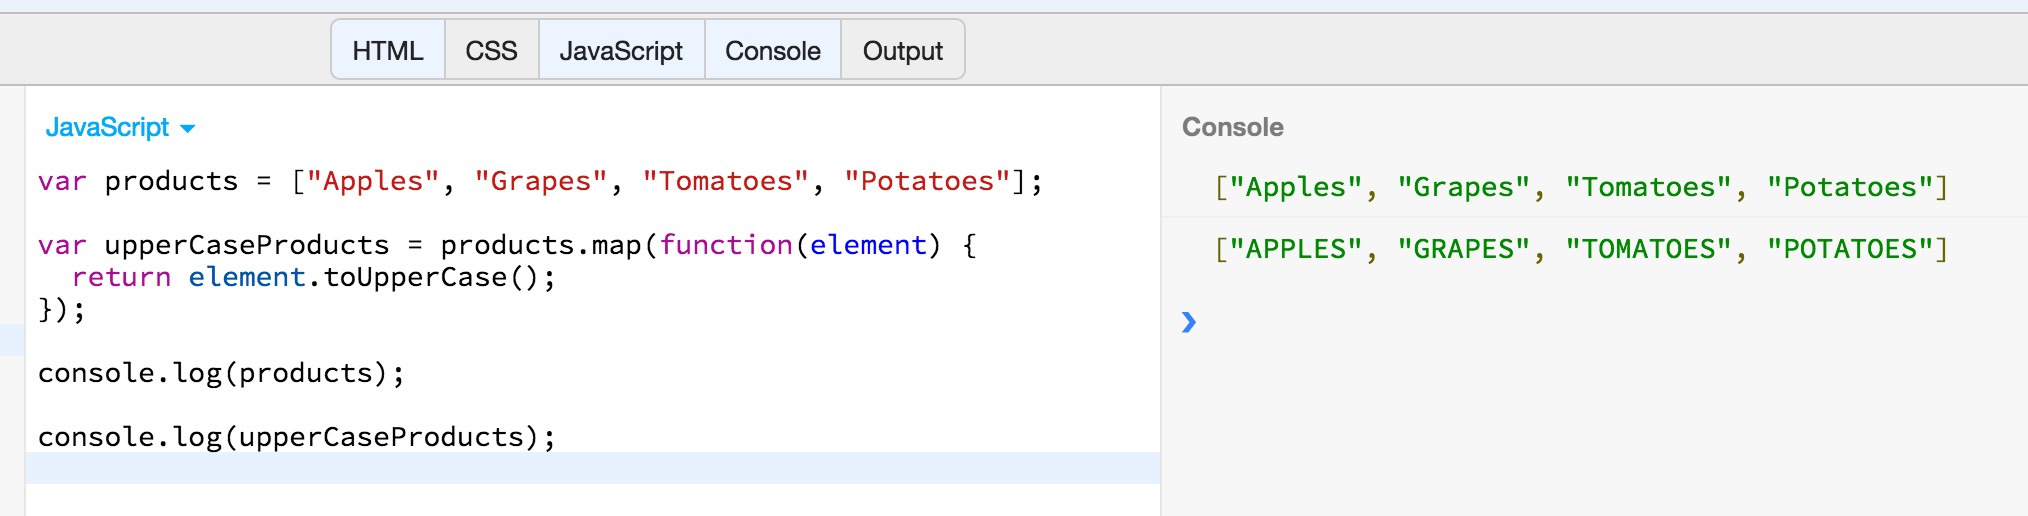 HTML CSS JavaScript Console Output
JavaScript
var products = ["Apples", "Grapes", "Tomatoes", "Potatoes"];
var upperCaseProducts = products.map(function(element) {
  return element.toUpperCase();
});
console.log(products);
console.log(upperCaseProducts);
Console
["Apples", "Grapes", "Tomatoes", "Potatoes"]
["APPLES", "GRAPES", "TOMATOES", "POTATOES"]